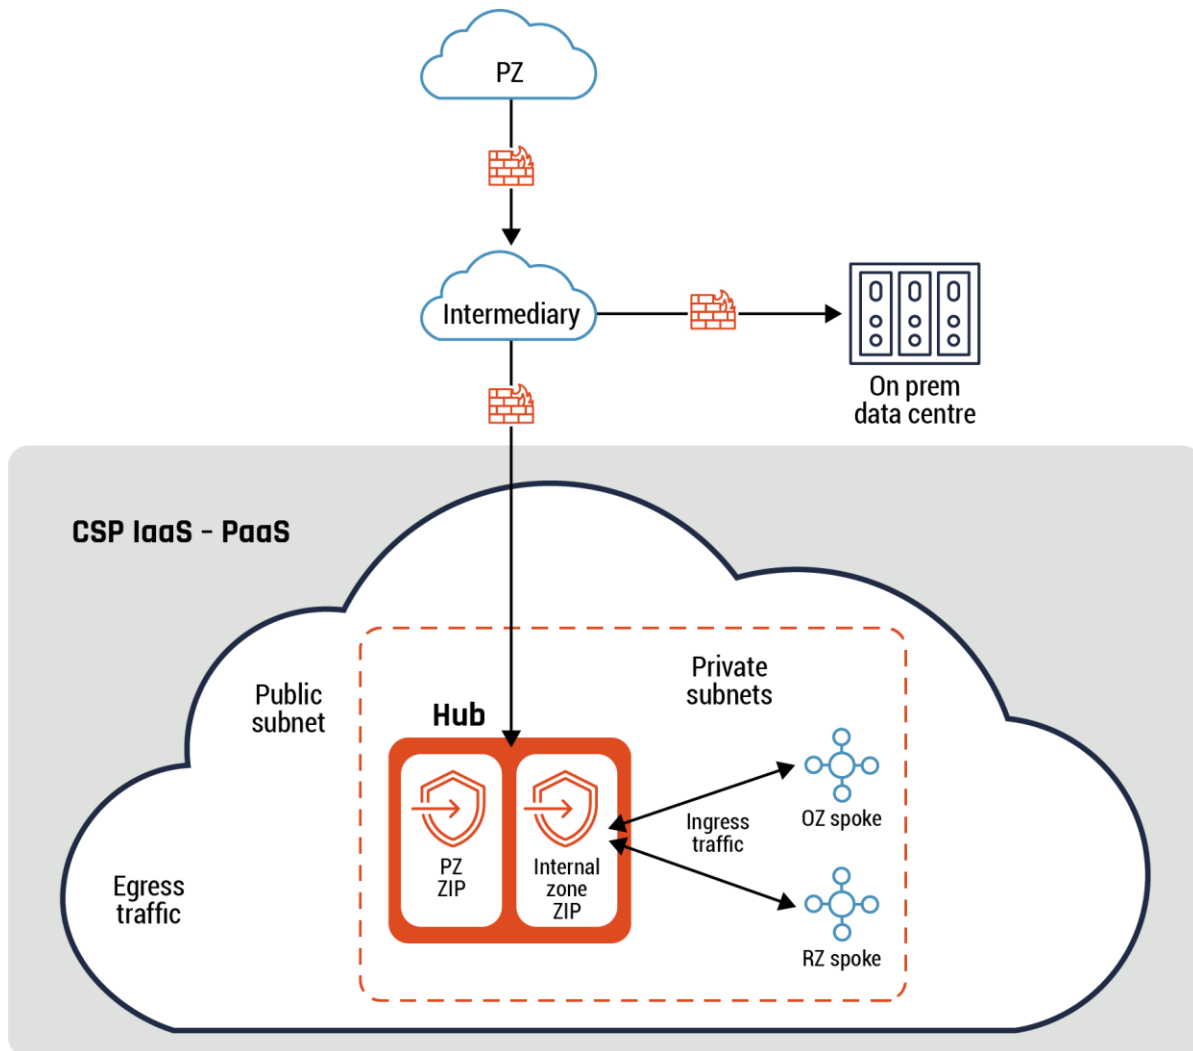 PZ
Intermediary
On prem
data centre
CSP IaaS – PaaS
Public
subnet
Private
subnets
Hub
PZ
ZIP
Internal
zone
ZIP
Ingress
traffic
OZ spoke
RZ spoke
Egress
traffic